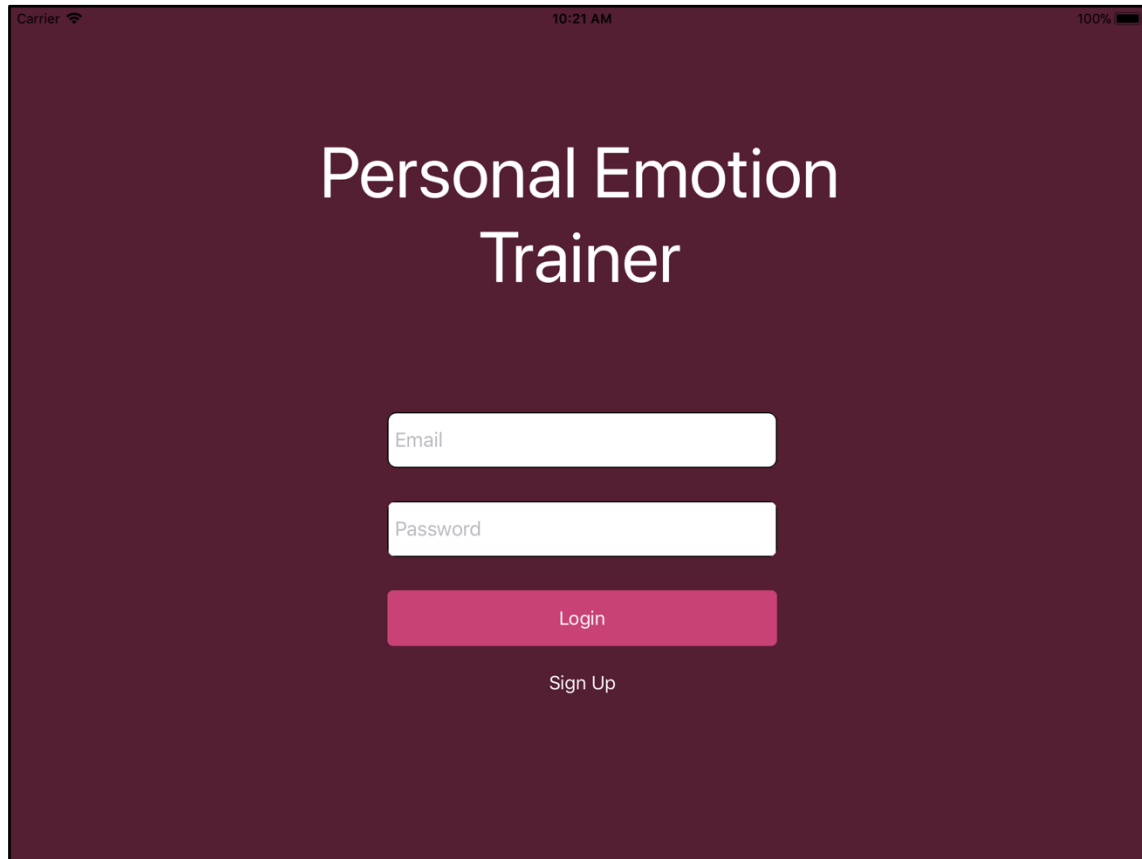 Carrier 10:21 AM 100%
Personal Emotion
Trainer
Email
Password
Login
Sign Up